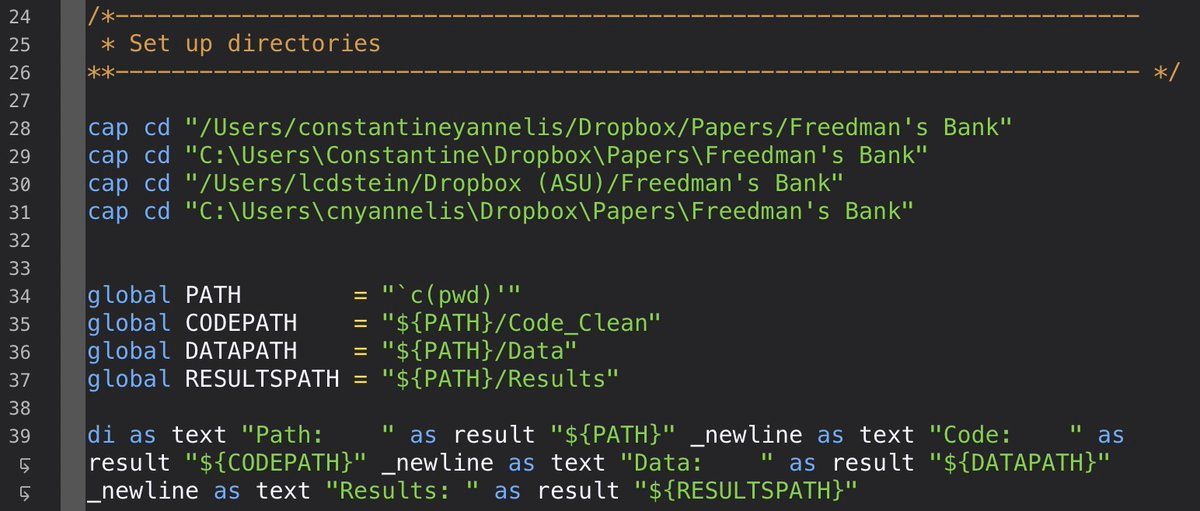 24 /*-------------------------------------------------------------------------
25  * Set up directories
26 **------------------------------------------------------------------------- */
27
28 cap cd "/Users/constantineyannelis/Dropbox/Papers/Freedman's Bank"
29 cap cd "C:\Users\Constantine\Dropbox\Papers\Freedman's Bank"
30 cap cd "/Users/lcdstein/Dropbox (ASU)/Freedman's Bank"
31 cap cd "C:\Users\cnyannelis\Dropbox\Papers\Freedman's Bank"
32
33
34 global PATH        = "`c(pwd)'"
35 global CODEPATH    = "${PATH}/Code_Clean"
36 global DATAPATH    = "${PATH}/Data"
37 global RESULTSPATH = "${PATH}/Results"
38
39 di as text "Path:    " as result "${PATH}" _newline as text "Code:    " as
result "${CODEPATH}" _newline as text "Data:    " as result "${DATAPATH}"
_newline as text "Results: " as result "${RESULTSPATH}"